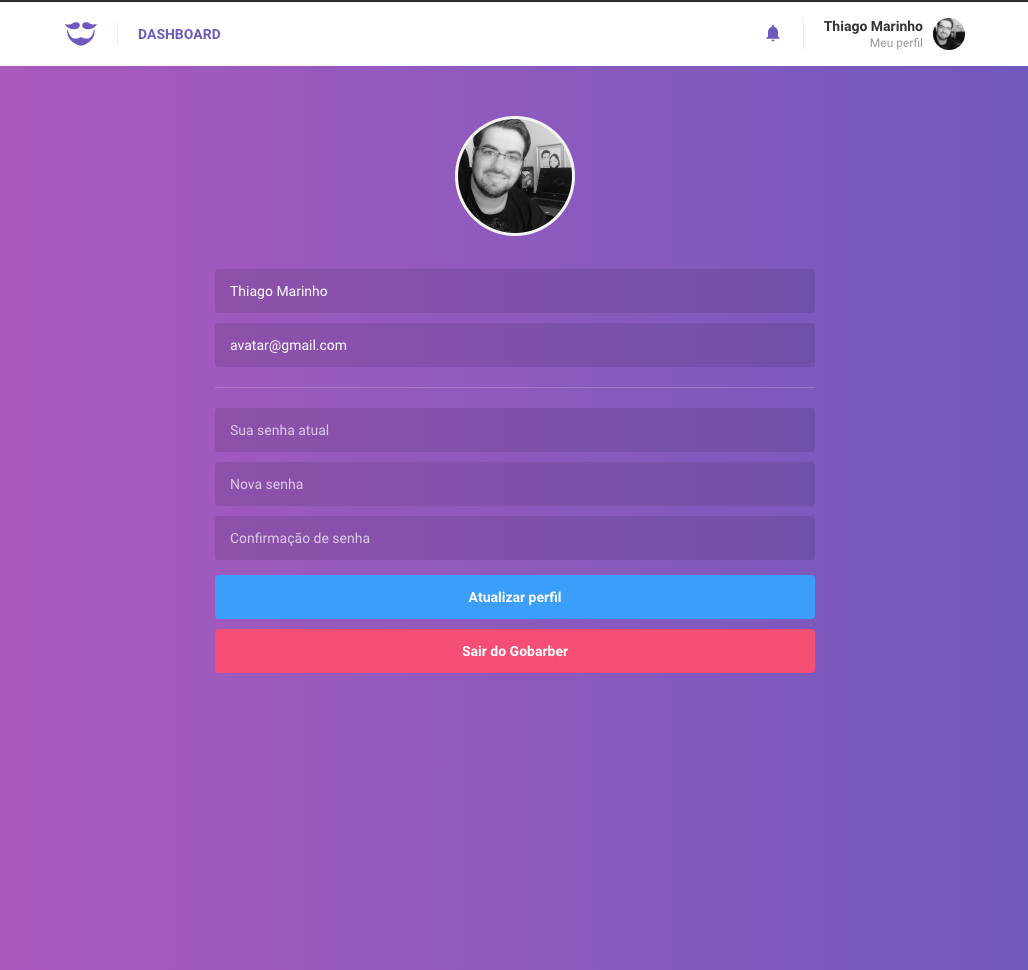 DASHBOARD
Thiago Marinho
Meu perfil
Thiago Marinho
avatar@gmail.com
Sua senha atual
Nova senha
Confirmação de senha
Atualizar perfil
Sair do Gobarber